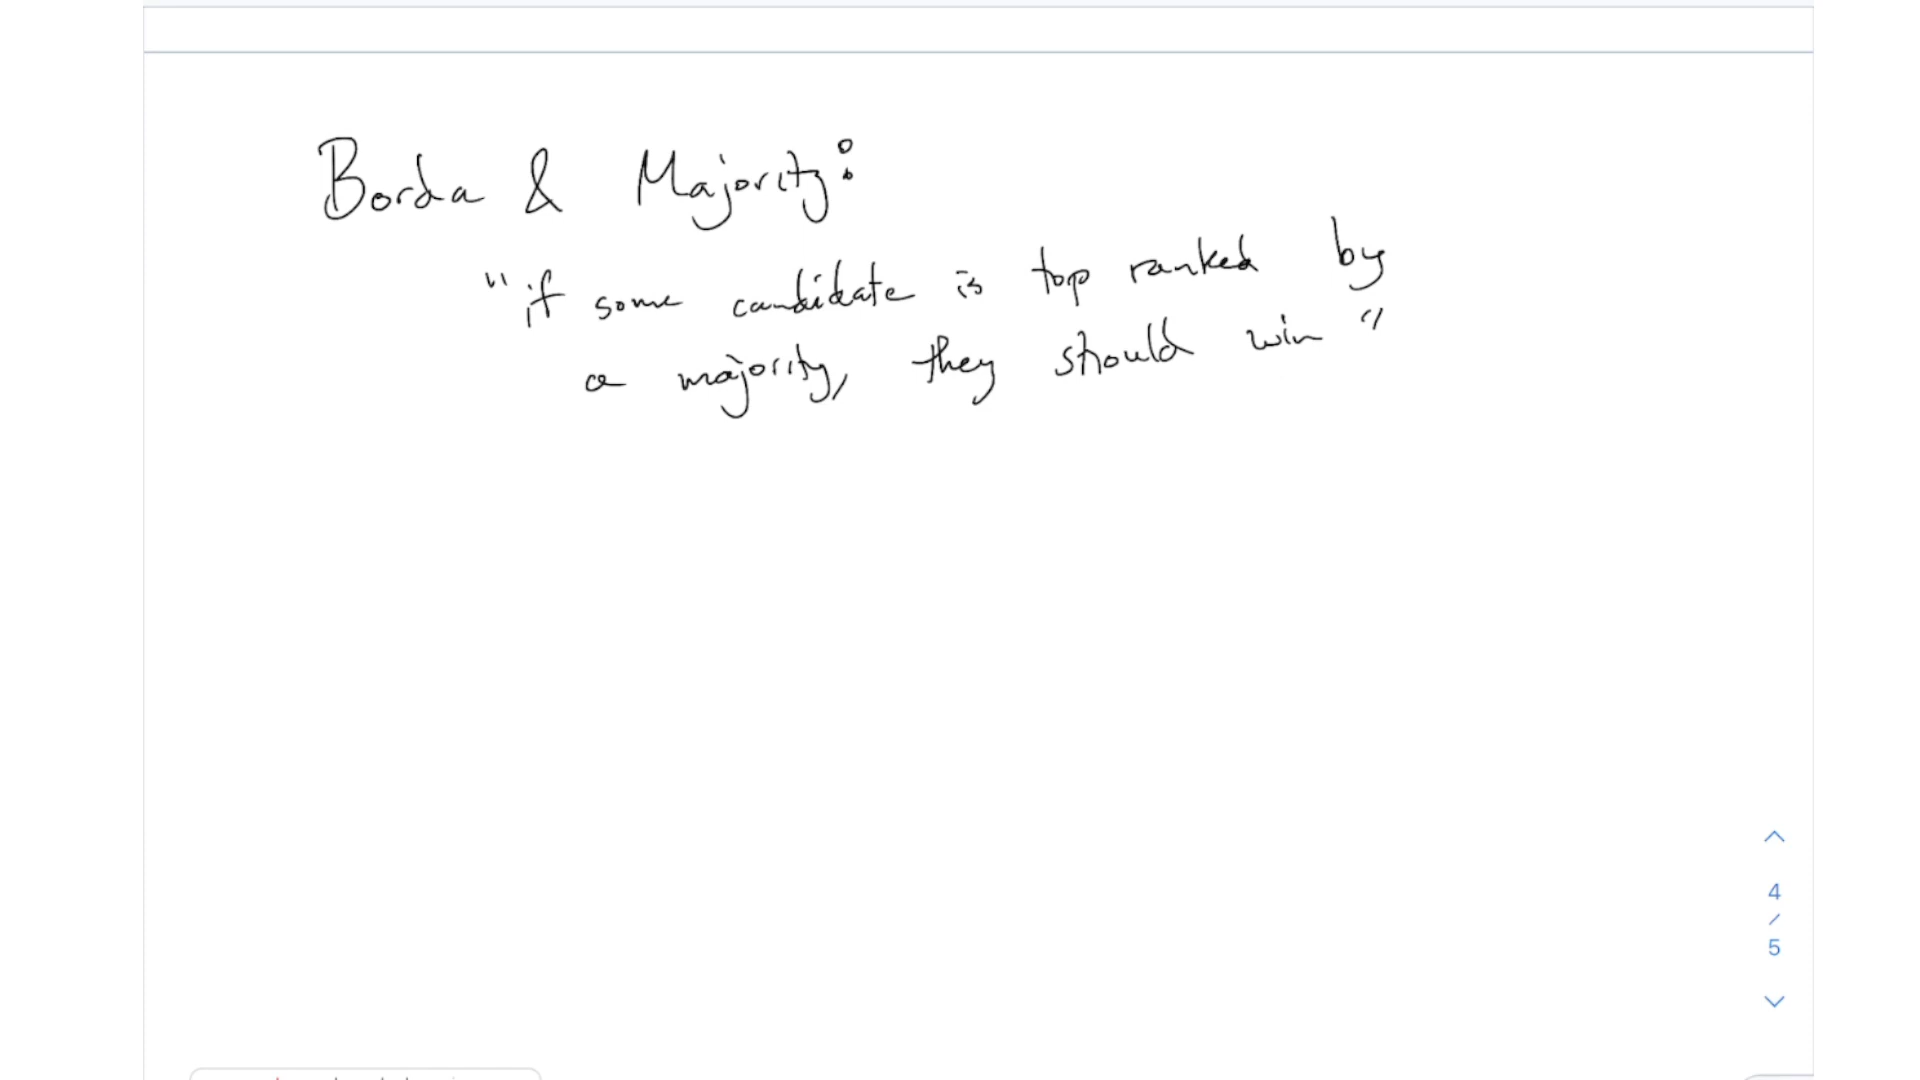 Borda & Majority:
"if some candidate is top ranked by
a majority, they should win"
4
/
5